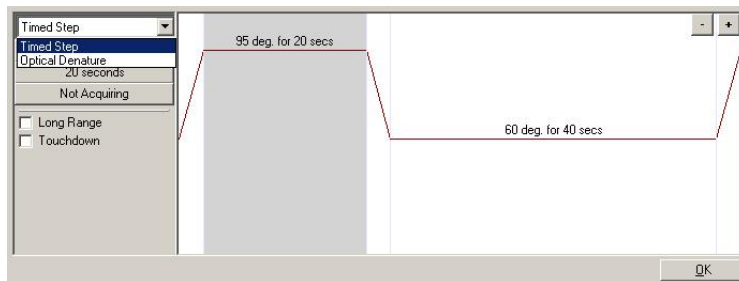 Timed Step
Timed Step
Optical Denature
20 seconds
Not Acquiring
Long Range
Touchdown
95 deg. for 20 secs
60 deg. for 40 secs
- +
OK